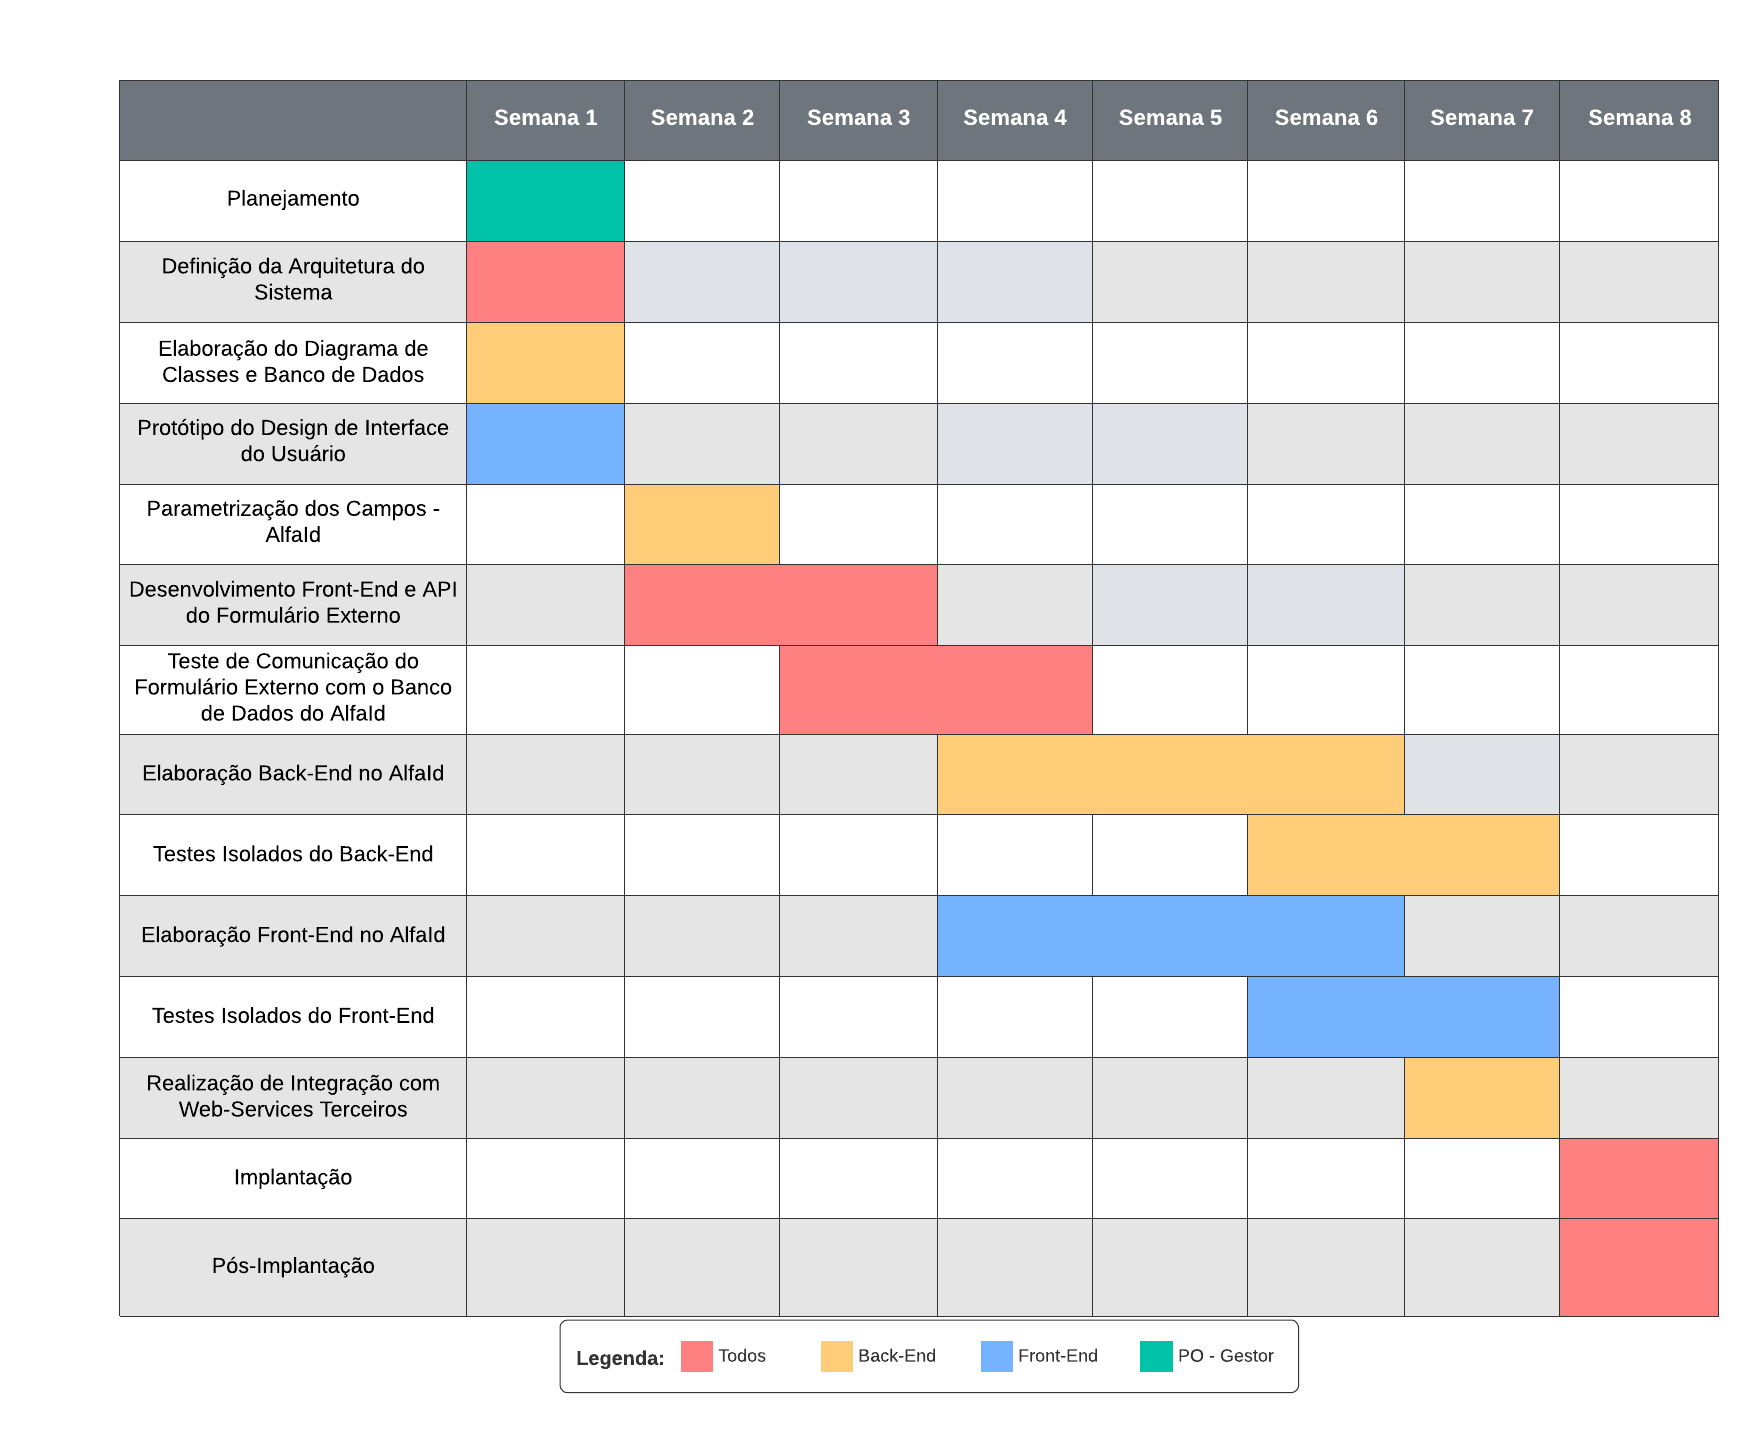 Semana 1 Semana 2 Semana 3 Semana 4 Semana 5 Semana 6 Semana 7 Semana 8
Planejamento
Definição da Arquitetura do
Sistema
Elaboração do Diagrama de
Classes e Banco de Dados
Protótipo do Design de Interface
do Usuário
Parametrização dos Campos -
AlfaId
Desenvolvimento Front-End e API
do Formulário Externo
Teste de Comunicação do
Formulário Externo com o Banco
de Dados do AlfaId
Elaboração Back-End no AlfaId
Testes Isolados do Back-End
Elaboração Front-End no AlfaId
Testes Isolados do Front-End
Realização de Integração com
Web-Services Terceiros
Implantação
Pós-Implantação
Legenda: Todos Back-End Front-End PO - Gestor